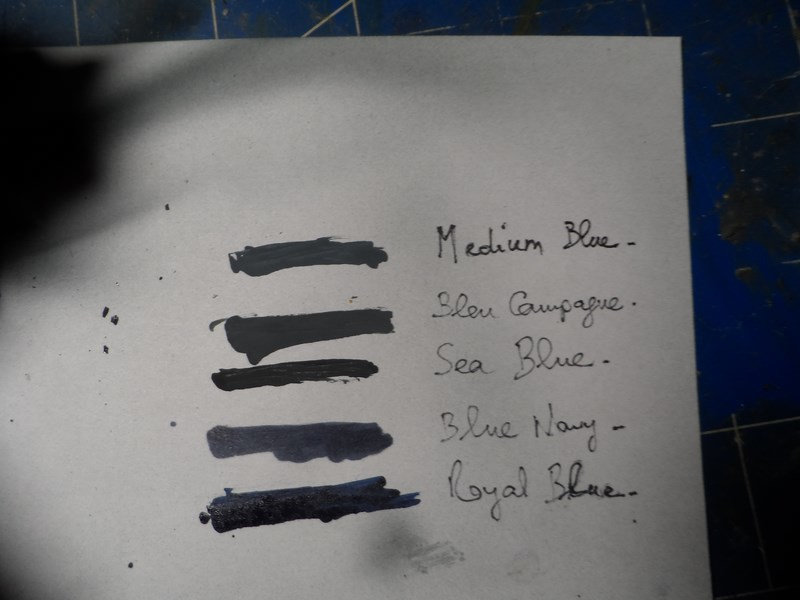 Medium Blue-
Bleu Campagne.
Sea Blue-
Blue Navy-
Royal Blue-